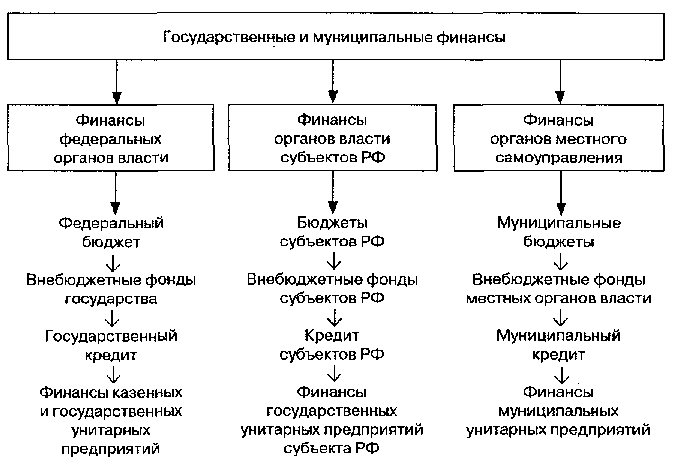 Государственные и муниципальные финансы
Финансы
федеральных
органов власти
Финансы
органов власти
субъектов РФ
Финансы
органов местного
самоуправления
Федеральный
бюджет
Бюджеты
субъектов РФ
Муниципальные
бюджеты
Внебюджетные фонды
государства
Внебюджетные фонды
субъектов РФ
Внебюджетные фонды
местных органов власти
Государственный
кредит
Кредит
субъектов РФ
Муниципальный
кредит
Финансы казенных
и государственных
унитарных
предприятий
Финансы
государственных
унитарных предприятий
субъекта РФ
Финансы
муниципальных
унитарных предприятий